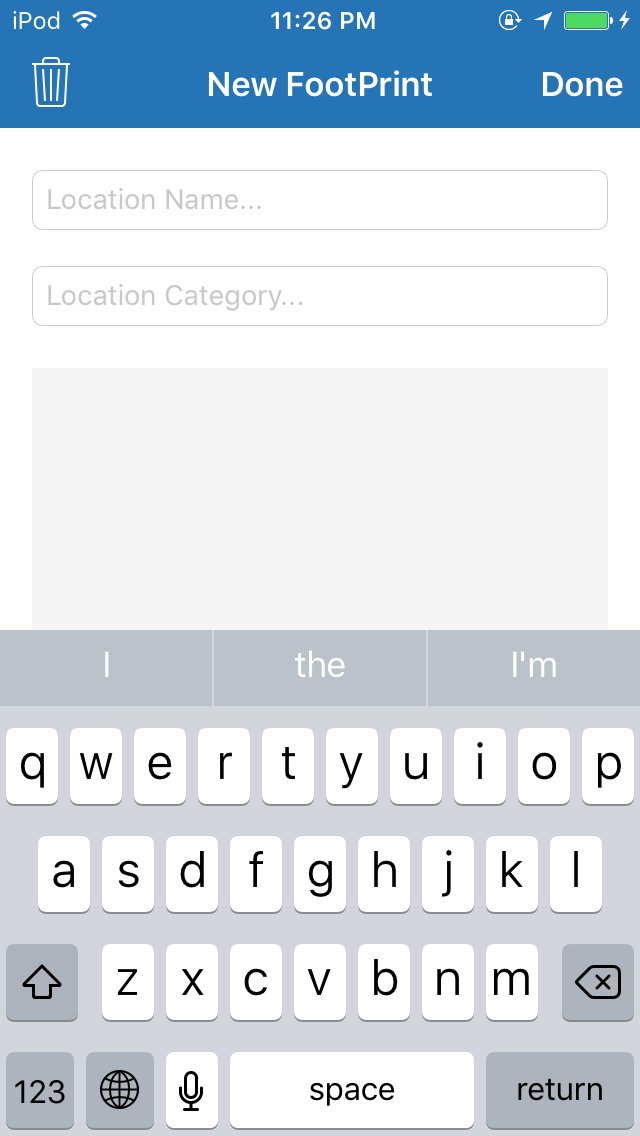 iPod 11:26 PM
New FootPrint Done
Location Name...
Location Category...
I the I'm
q w e r t y u i o p
a s d f g h j k l
z x c v b n m
123 space return